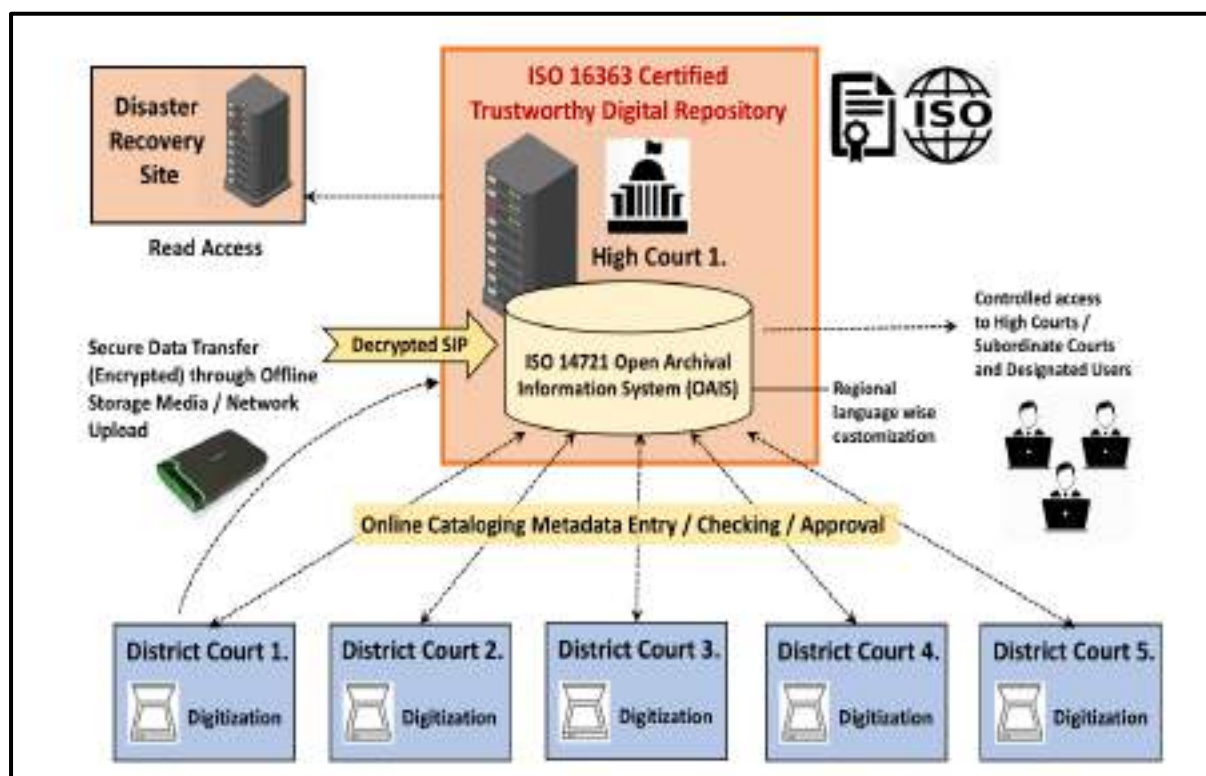 ISO 16363 Certified
Trustworthy Digital Repository
ISO
Disaster
Recovery
Site
Read Access
High Court 1.
Decrypted SIP
ISO 14721 Open Archival
Information System (OAIS)
Secure Data Transfer
(Encrypted) through Offline
Storage Media / Network
Upload
Controlled access
to High Courts /
Subordinate Courts
and Designated Users
Regional
language wise
customization
Online Cataloging Metadata Entry / Checking / Approval
District Court 1.
Digitization
District Court 2.
Digitization
District Court 3.
Digitization
District Court 4.
Digitization
District Court 5.
Digitization